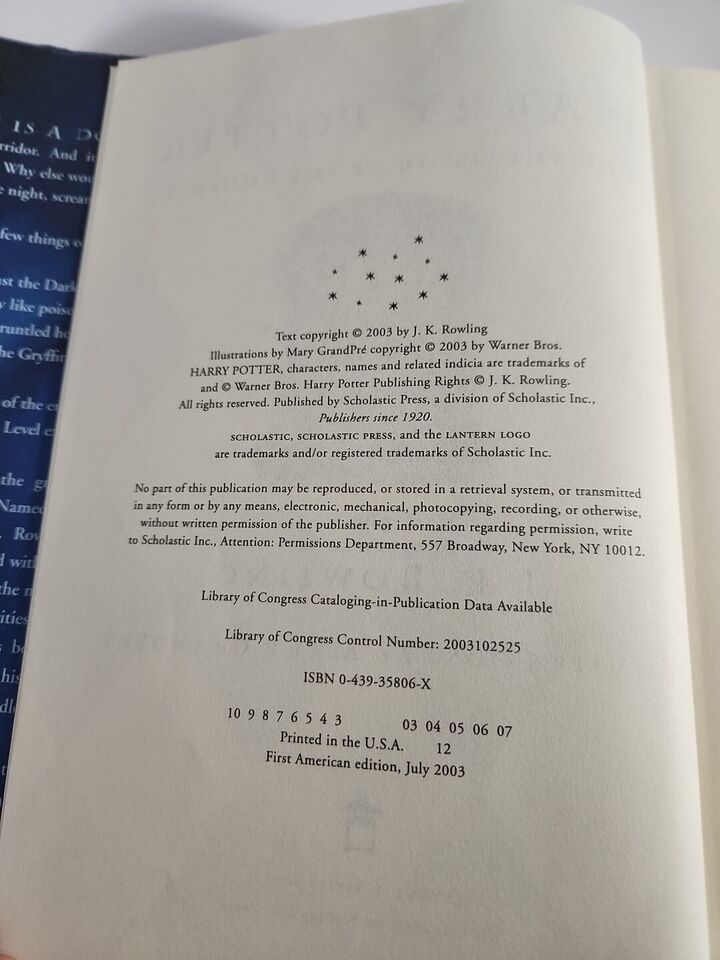 IS A
rridor. And it
Why else wou
night, screa
few things o
st the Dark
like poiso
runtled ho
he Gryffin
of the
Level e
the
Named
Text copyright © 2003 by J. K. Rowling
Illustrations by Mary GrandPré copyright © 2003 by Warner Bros.
HARRY POTTER, characters, names and related indicia are trademarks of
and © Warner Bros. Harry Potter Publishing Rights © J. K. Rowling.
All rights reserved. Published by Scholastic Press, a division of Scholastic Inc.,
Publishers since 1920.
SCHOLASTIC, SCHOLASTIC PRESS, and the LANTERN LOGO
are trademarks and/or registered trademarks of Scholastic Inc.
No part of this publication may be reproduced, or stored in a retrieval system, or transmitted
in any form or by any means, electronic, mechanical, photocopying, recording, or otherwise,
without written permission of the publisher. For information regarding permission, write
to Scholastic Inc., Attention: Permissions Department, 557 Broadway, New York, NY 10012.
Library of Congress Cataloging-in-Publication Data Available
Library of Congress Control Number: 2003102525
ISBN 0-439-35806-X
10 9 8 7 6 5 4 3 03 04 05 06 07
Printed in the U.S.A. 12
First American edition, July 2003